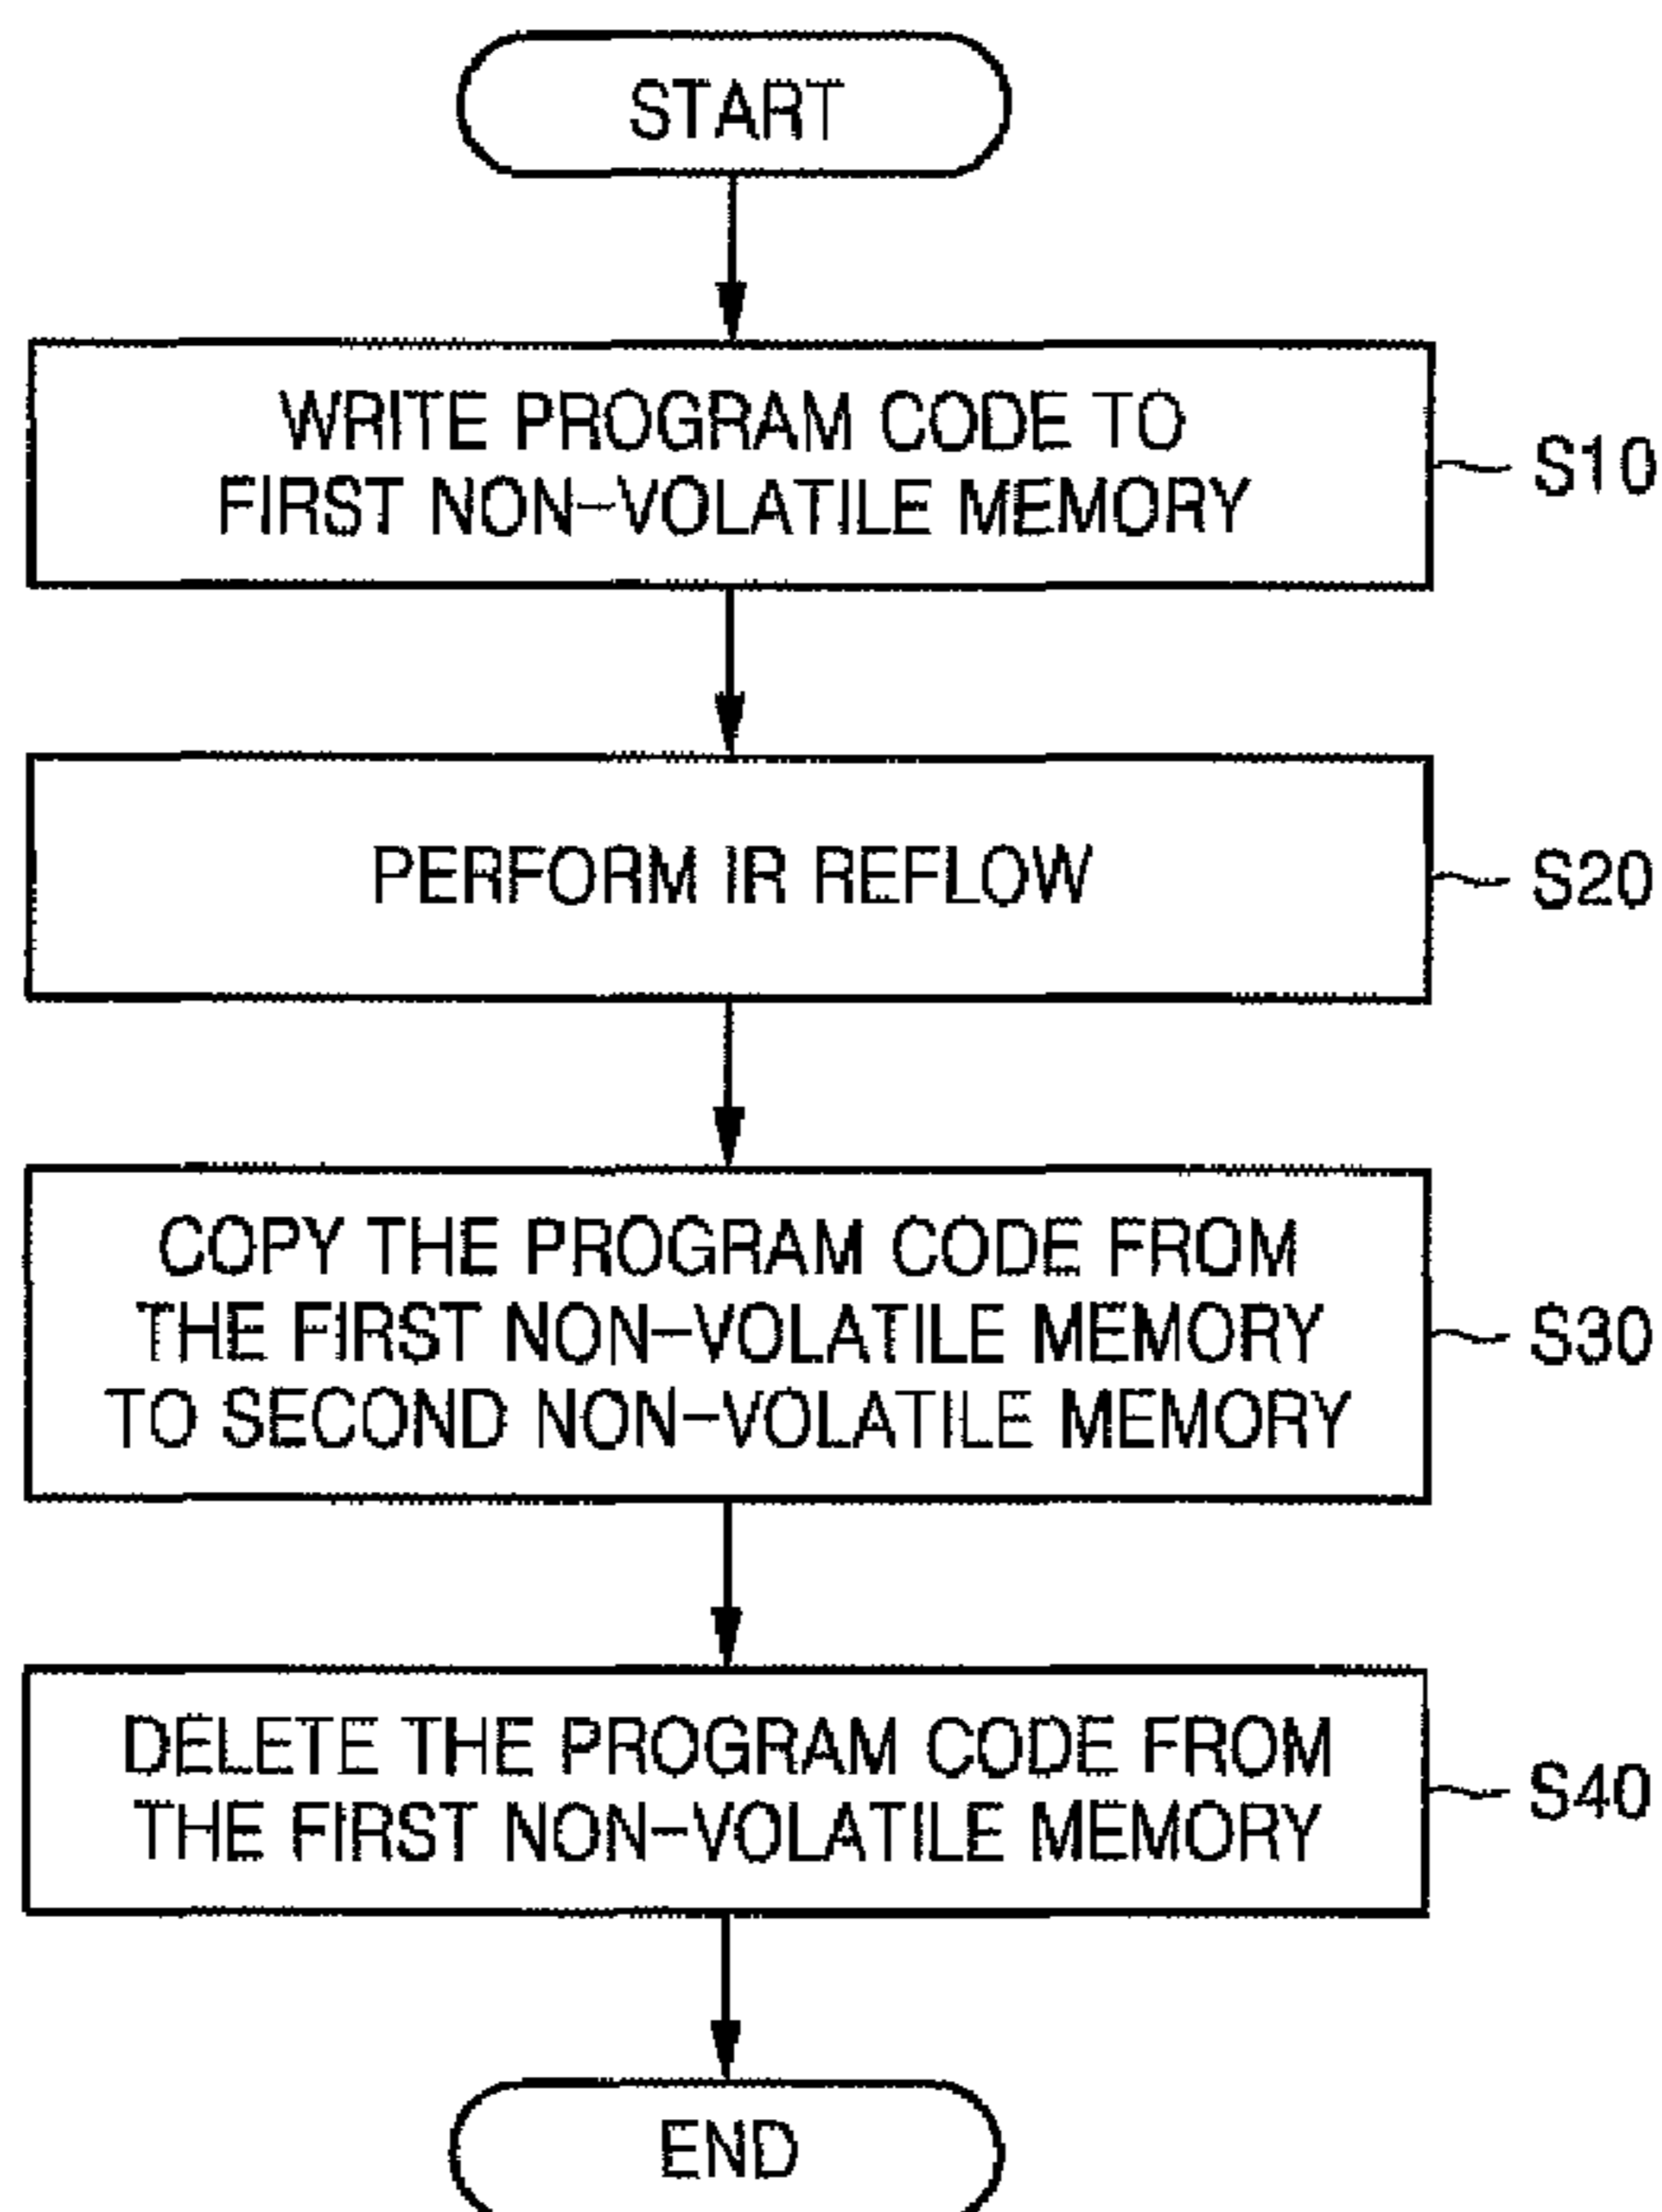 START
WRITE PROGRAM CODE TO
FIRST NON-VOLATILE MEMORY
S10
PERFORM IR REFLOW
S20
COPY THE PROGRAM CODE FROM
THE FIRST NON-VOLATILE MEMORY
TO SECOND NON-VOLATILE MEMORY
S30
DELETE THE PROGRAM CODE FROM
THE FIRST NON-VOLATILE MEMORY
S40
END